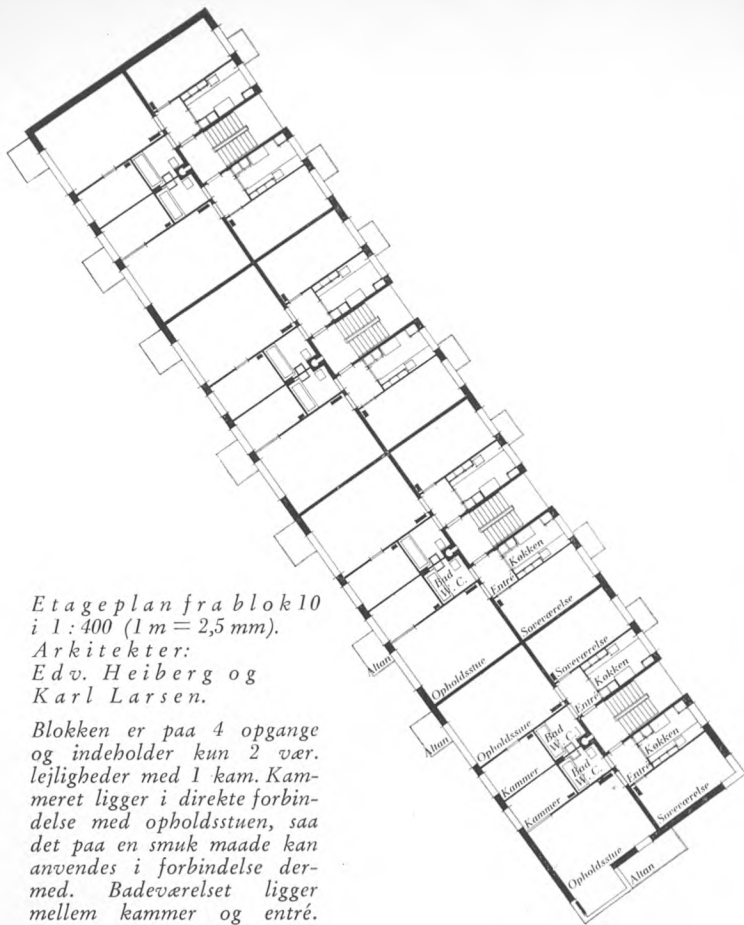 Etageplan fra blok 10
i 1 : 400 (1 m = 2,5 mm).
Arkitekter:
Edv. Heiberg og
Karl Larsen.
Blokken er paa 4 opgange
og indeholder kun 2 vær.
lejligheder med 1 kam. Kam-
meret ligger i direkte forbin-
delse med opholdsstuen, saa
det paa en smuk maade kan
anvendes i forbindelse der-
med. Badeværelset ligger
mellem kammer og entré.
Køkken
Bad
W. C.
Entré
Soveværelse
Altan
Opholdsstue
Soveværelse
Køkken
Entré
Altan
Opholdsstue
Bad
W. C.
Kammer
Bad
W. C.
Kammer
Køkken
Entré
Soveværelse
Opholdsstue
Altan